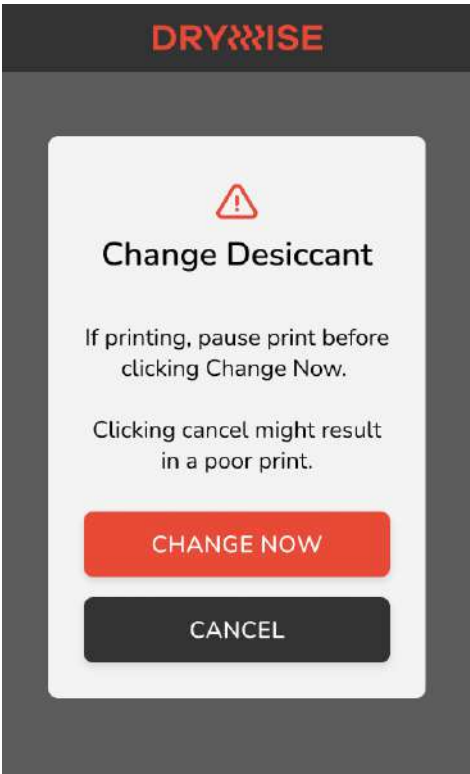 DRYWISE
Change Desiccant
If printing, pause print before
clicking Change Now.
Clicking cancel might result
in a poor print.
CHANGE NOW
CANCEL